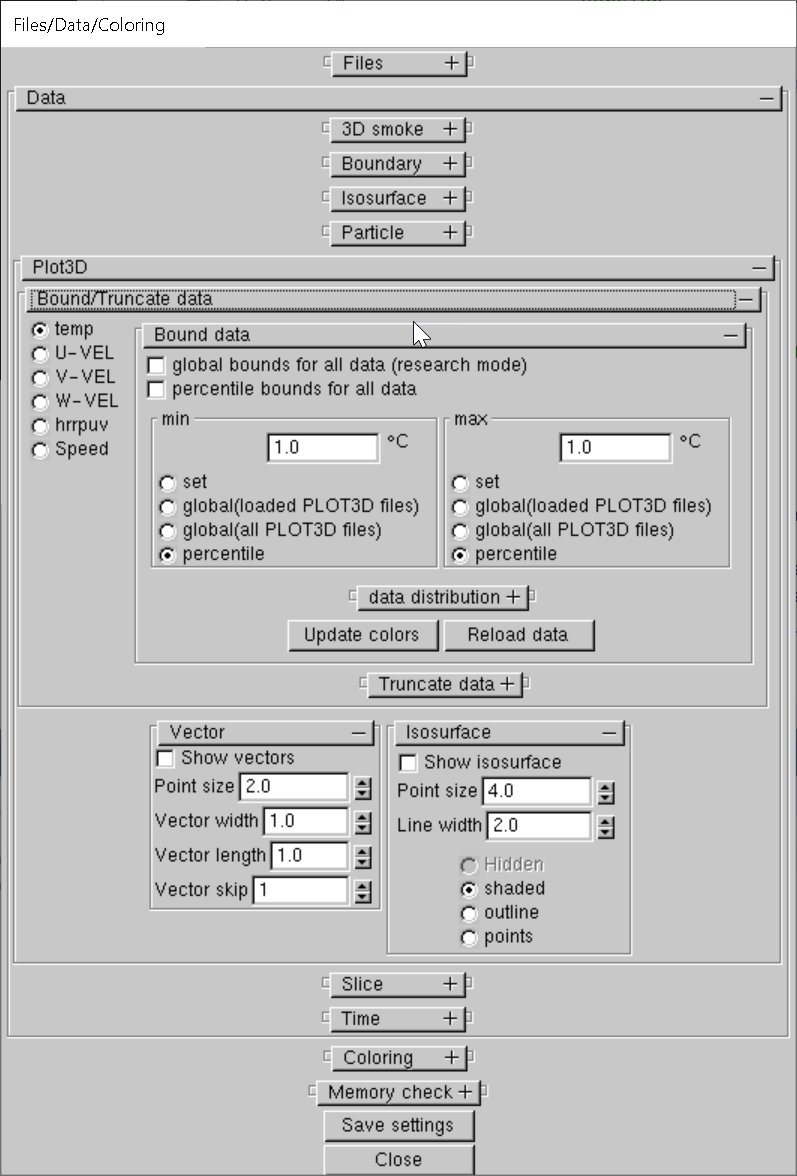 Files/Data/Coloring
Files +
Data −
3D smoke +
Boundary +
Isosurface +
Particle +
Plot3D −
Bound/Truncate data −
temp
U-VEL
V-VEL
W-VEL
hrrpuv
Speed
Bound data −
global bounds for all data (research mode)
percentile bounds for all data
min
1.0 °C
set
global(loaded PLOT3D files)
global(all PLOT3D files)
percentile
max
1.0 °C
set
global(loaded PLOT3D files)
global(all PLOT3D files)
percentile
data distribution +
Update colors
Reload data
Truncate data +
Vector −
Show vectors
Point size 2.0
Vector width 1.0
Vector length 1.0
Vector skip 1
Isosurface −
Show isosurface
Point size 4.0
Line width 2.0
Hidden
shaded
outline
points
Slice +
Time +
Coloring +
Memory check +
Save settings
Close